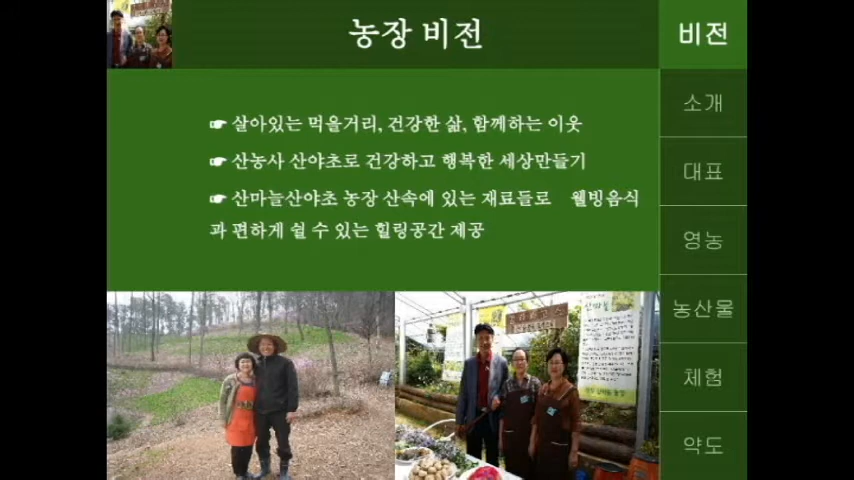 농장 비전
☛ 살아있는 먹을거리, 건강한 삶, 함께하는 이웃
☛ 산농사 산야초로 건강하고 행복한 세상만들기
☛ 산마늘산야초 농장 산속에 있는 재료들로 웰빙음식
과 편하게 쉴 수 있는 힐링공간 제공
비전
소개
대표
영농
농산물
체험
약도